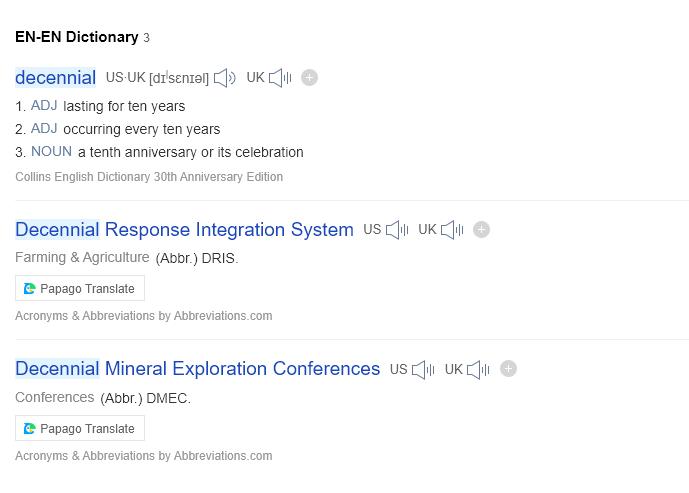 EN-EN Dictionary 3
decennial US·UK [dɪˈsɛnɪəl] UK
1. ADJ lasting for ten years
2. ADJ occurring every ten years
3. NOUN a tenth anniversary or its celebration
Collins English Dictionary 30th Anniversary Edition
Decennial Response Integration System US UK
Farming & Agriculture (Abbr.) DRIS.
Papago Translate
Acronyms & Abbreviations by Abbreviations.com
Decennial Mineral Exploration Conferences US UK
Conferences (Abbr.) DMEC.
Papago Translate
Acronyms & Abbreviations by Abbreviations.com